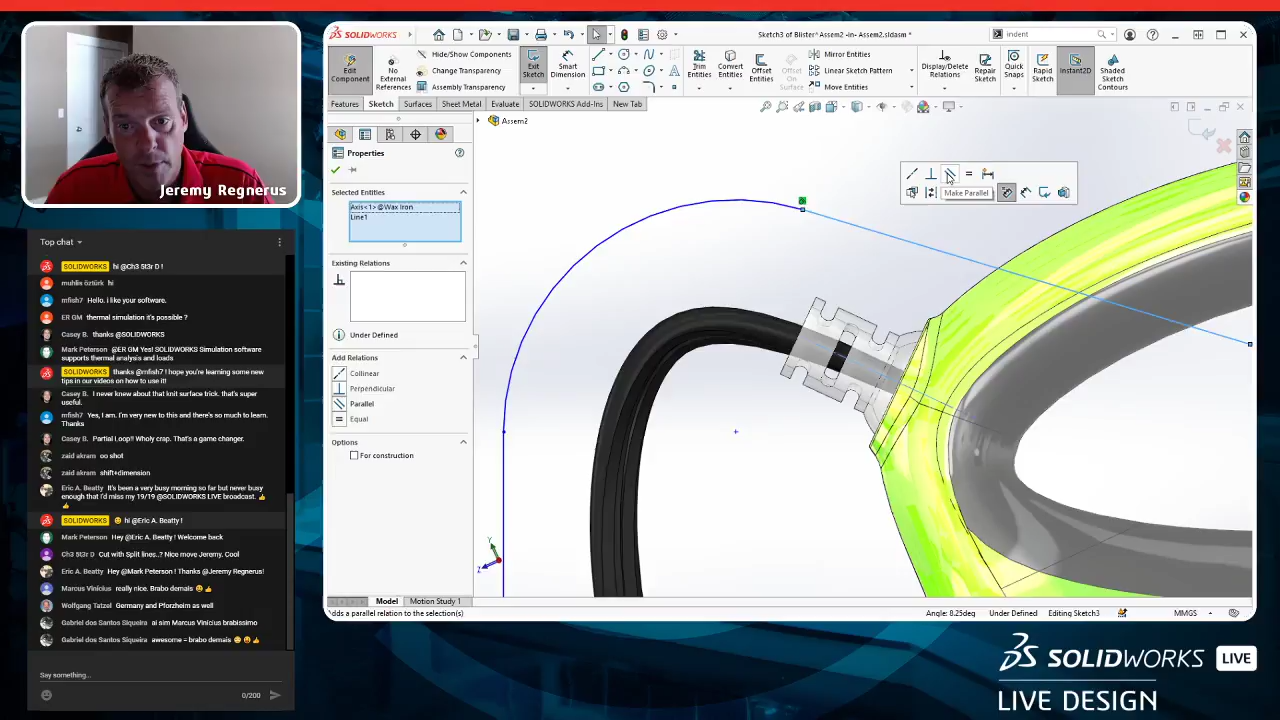 Jeremy Regnerus
Top chat
SOLIDWORKS hi @Ch3 5t3r D !
muhlis öztürk hi
mfish7 Hello. i like your software.
ER GM thermal simulation it's possible ?
Casey B. thanks @SOLIDWORKS
Mark Peterson @ER GM Yes! SOLIDWORKS Simulation software
supports thermal analysis and loads
SOLIDWORKS thanks @mfish7 ! hope you're learning some new
tips in our videos on how to use it!
Casey B. I never knew about that knit surface trick. that's super
useful.
mfish7 Yes, I am. I'm very new to this and there's so much to learn.
Thanks
Casey B. Partial Loop!! Wholy crap. That's a game changer.
zaid akram oo shot
zaid akram shift+dimension
Eric A. Beatty It's been a very busy morning so far but never busy
enough that I'd miss my 19/19 @SOLIDWORKS LIVE broadcast. 👍
👍
SOLIDWORKS 🙂 hi @Eric A. Beatty !
Mark Peterson Hey @Eric A. Beatty ! Welcome back
Ch3 5t3r D Cut with Split lines..? Nice move Jeremy. Cool
Eric A. Beatty Hey@Mark Peterson ! Thanks @Jeremy Regnerus!
Marcus Vinícius really nice. Brabo demais 😀👍
Wolfgang Tatzel Germany and Pforzheim as well
Gabriel dos Santos Siqueira ai sim Marcus Vinícius brabissimo
Gabriel dos Santos Siqueira awesome = brabo demais
Say something...
0/200
SOLIDWORKS
Sketch3 of Blister^Assem2 -in- Assem2.sldasm *
indent
Edit
Component
No
External
References
Hide/Show Components
Change Transparency
Assembly Transparency
Exit
Sketch
Smart
Dimension
Trim
Entities
Convert
Entities
Offset
Entities
Offset
On
Surface
Mirror Entities
Linear Sketch Pattern
Move Entities
Display/Delete
Relations
Repair
Sketch
Quick
Snaps
Rapid
Sketch
Instant2D
Shaded
Sketch
Contours
Features
Sketch
Surfaces
Sheet Metal
Evaluate
SOLIDWORKS Add-Ins
New Tab
Assem2
Properties
Selected Entities
Axis<1>@Wax Iron
Line1
Existing Relations
Under Defined
Add Relations
Collinear
Perpendicular
Parallel
Equal
Options
For construction
Make Parallel
Y
Z
Model
Motion Study 1
Adds a parallel relation to the selection(s)
Angle: 8.25deg
Under Defined
Editing Sketch3
MMGS
SOLIDWORKS LIVE
LIVE DESIGN